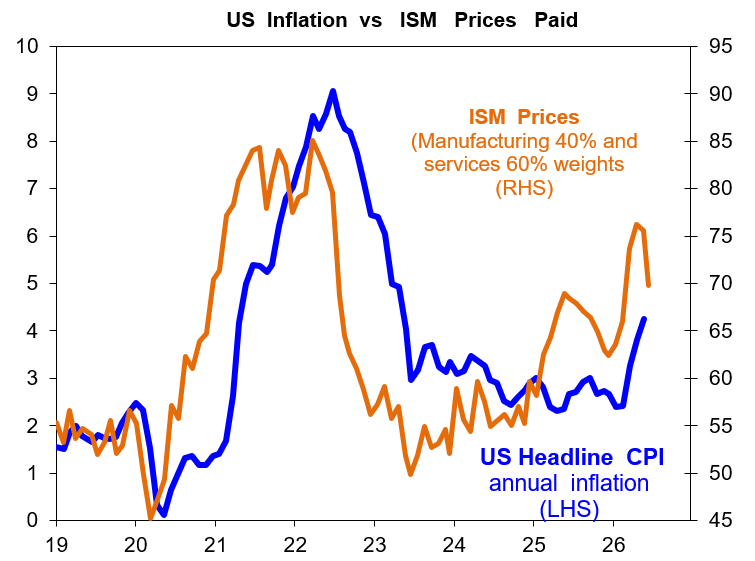 US Inflation vs ISM Prices Paid
10
9
8
7
6
5
4
3
2
1
0
95
90
85
80
75
70
65
60
55
50
45
ISM Prices
(Manufacturing 40% and
services 60% weights
(RHS)
US Headline CPI
annual inflation
(LHS)
19 20 21 22 23 24 25 26